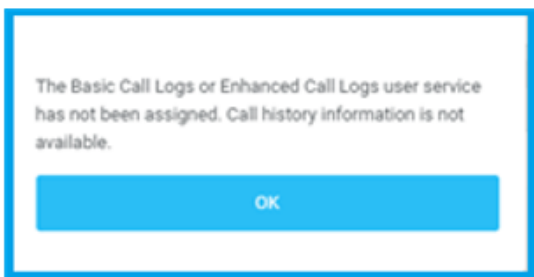 The Basic Call Logs or Enhanced Call Logs user service
has not been assigned. Call history information is not
available.
OK